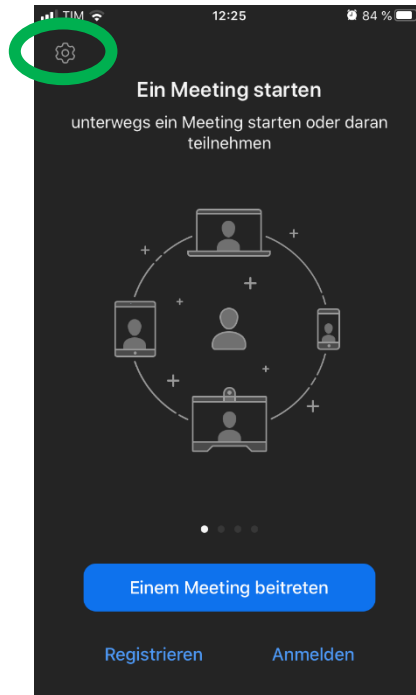 TIM 12:25 84 %
Ein Meeting starten
unterwegs ein Meeting starten oder daran
teilnehmen
Einem Meeting beitreten
Registrieren Anmelden